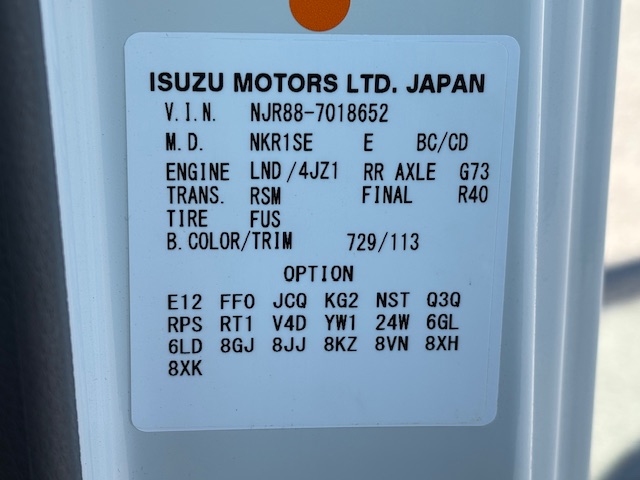 ISUZU MOTORS LTD. JAPAN
V.I.N. NJR88-7018652
M.D. NKR1SE E BC/CD
ENGINE LND/4JZ1 RR AXLE G73
TRANS. RSM FINAL R40
TIRE FUS
B.COLOR/TRIM 729/113
OPTION
E12 FF0 JCQ KG2 NST Q3Q
RPS RT1 V4D YW1 24W 6GL
6LD 8GJ 8JJ 8KZ 8VN 8XH
8XK